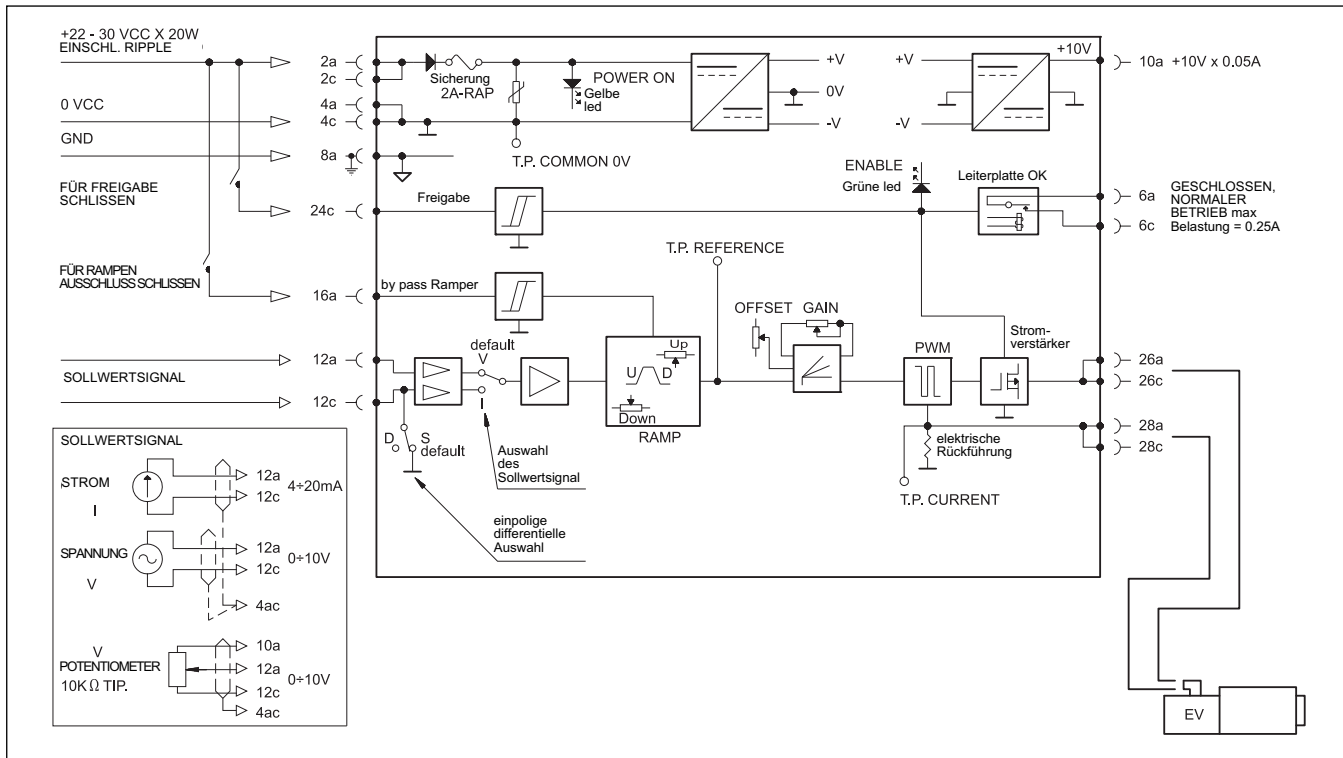 +22 - 30 VCC X 20W
EINSCHL. RIPPLE
0 VCC
GND
FÜR FREIGABE
SCHLISSEN
FÜR RAMPEN
AUSSCHLUSS SCHLISSEN
SOLLWERTSIGNAL
2a
2c
4a
4c
8a
24c
16a
12a
12c
Sicherung
2A-RAP
POWER ON
Gelbe
led
T.P. COMMON 0V
+V
0V
-V
+V
-V
+10V
10a +10V x 0.05A
ENABLE
Grüne led
Leiterplatte OK
6a
6c
GESCHLOSSEN,
NORMALER
BETRIEB max
Belastung = 0.25A
Freigabe
T.P. REFERENCE
by pass Ramper
OFFSET
GAIN
default
V
I
Up
U
D
Down
RAMP
PWM
Strom-
verstärker
26a
26c
28a
28c
D
S
default
Auswahl
des
Sollwertsignal
elektrische
Rückführung
T.P. CURRENT
einpolige
differentielle
Auswahl
SOLLWERTSIGNAL
STROM
I
12a
12c
4÷20mA
SPANNUNG
V
12a
12c
0÷10V
4ac
V
POTENTIOMETER
10K Ω TIP.
10a
12a
12c
0÷10V
4ac
EV